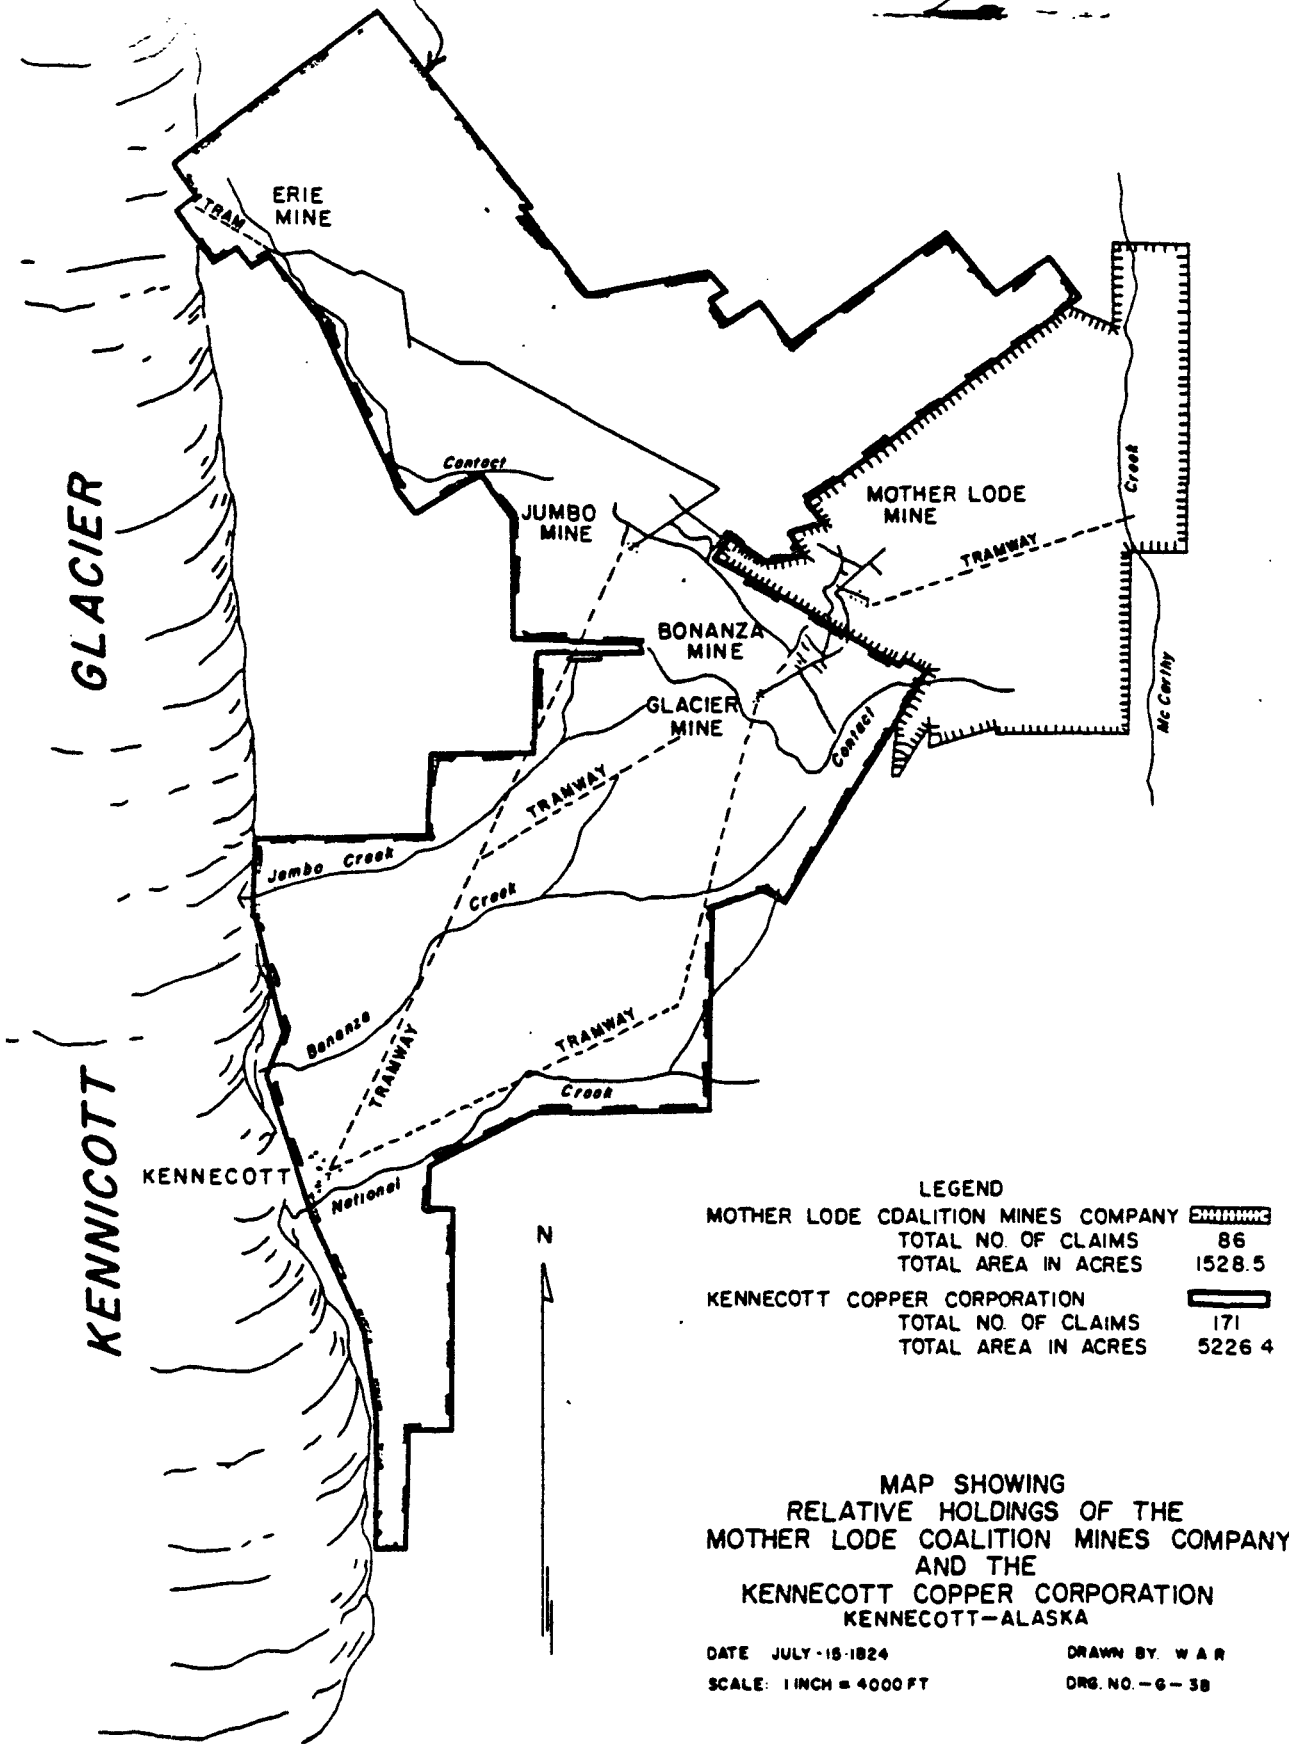 ERIE
MINE
TRAM
Contact
JUMBO
MINE
MOTHER LODE
MINE
Creek
TRAMWAY
BONANZA
MINE
Mc Carthy
GLACIER
MINE
Contact
TRAMWAY
Jumbo Creek
Creek
Bonanza
TRAMWAY
TRAMWAY
Creek
National
KENNECOTT
GLACIER
KENNICOTT
N
LEGEND
MOTHER LODE COALITION MINES COMPANY
TOTAL NO. OF CLAIMS 86
TOTAL AREA IN ACRES 1528.5
KENNECOTT COPPER CORPORATION
TOTAL NO. OF CLAIMS 171
TOTAL AREA IN ACRES 5226 4
MAP SHOWING
RELATIVE HOLDINGS OF THE
MOTHER LODE COALITION MINES COMPANY
AND THE
KENNECOTT COPPER CORPORATION
KENNECOTT-ALASKA
DATE JULY-15-1824
DRAWN BY. W A R
SCALE: 1 INCH = 4000 FT
DRG. NO.-G-3B